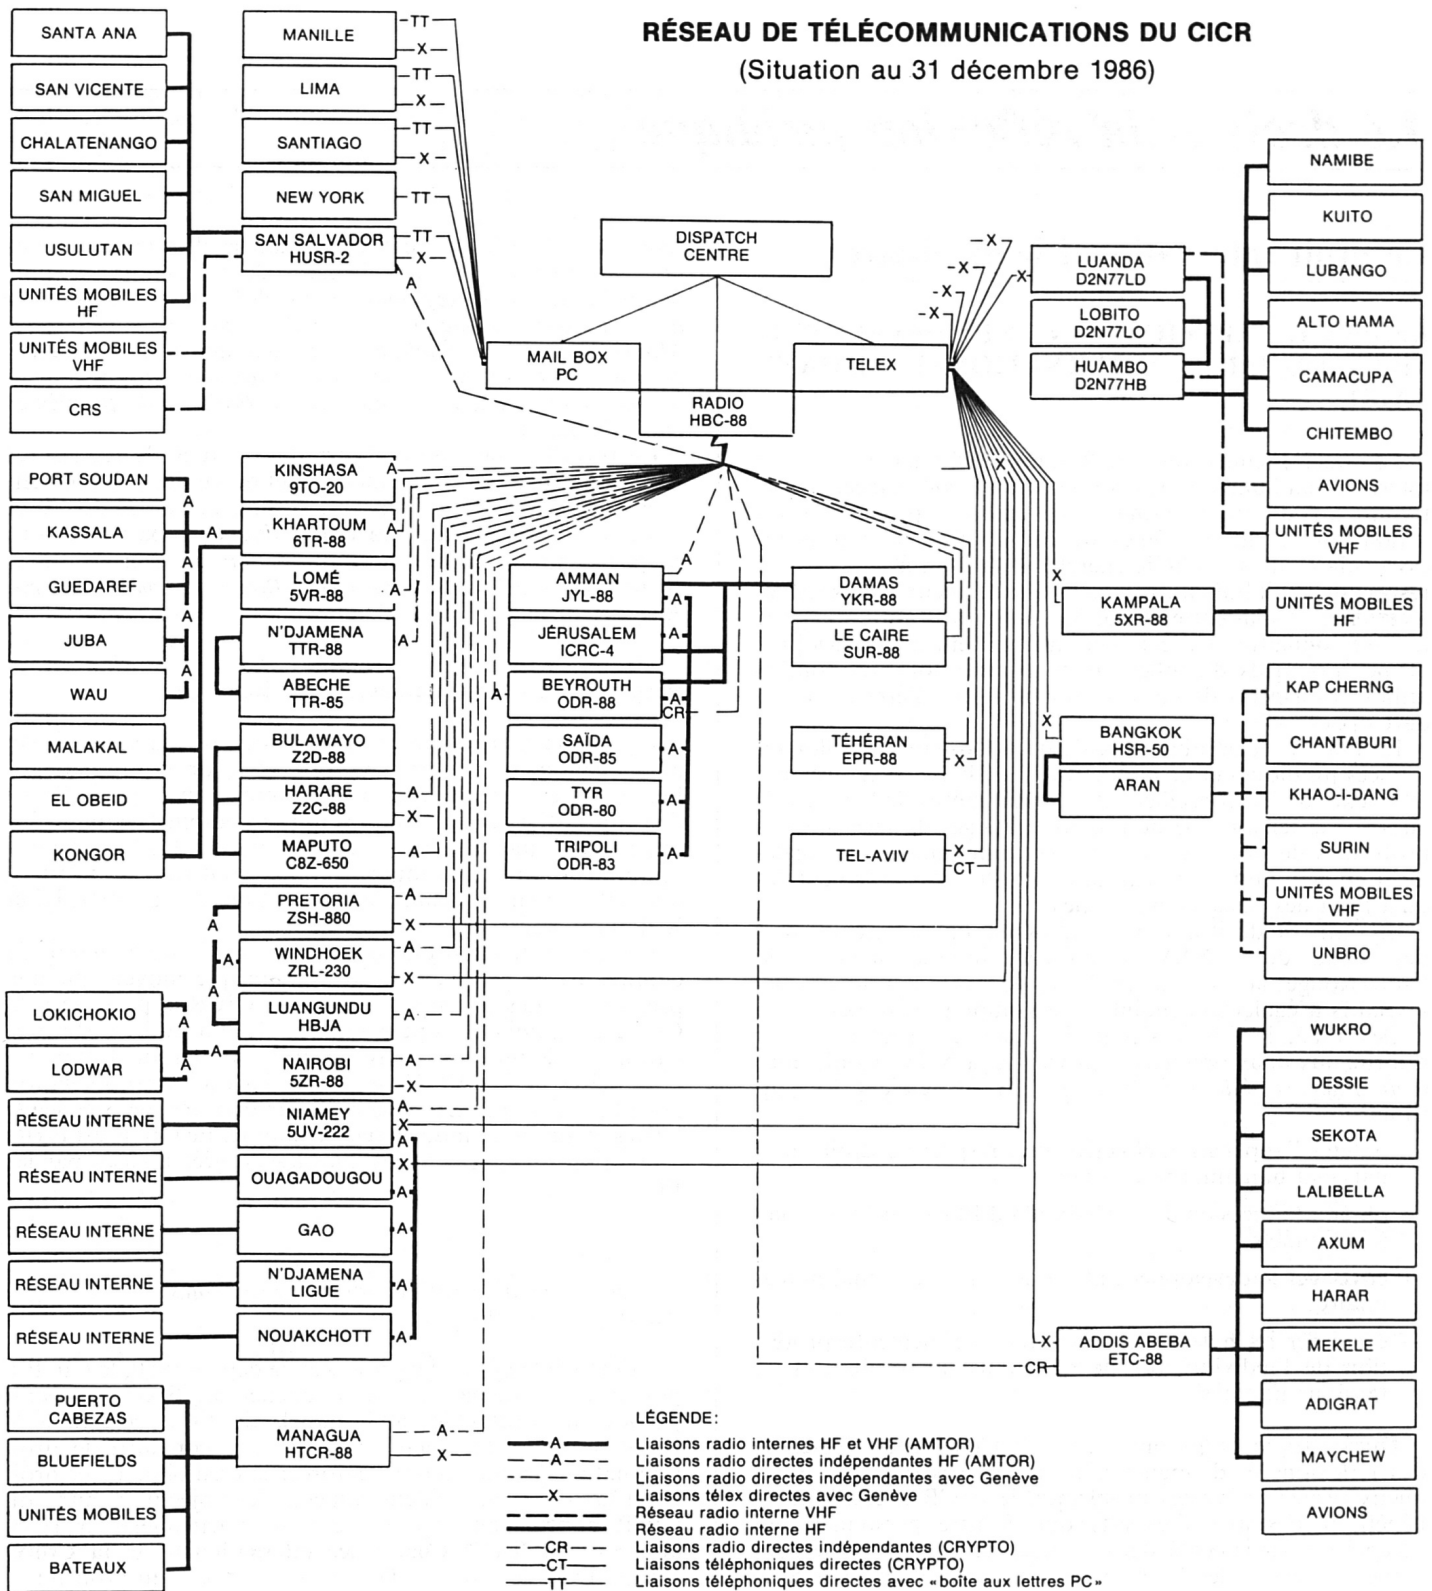 RÉSEAU DE TÉLÉCOMMUNICATIONS DU CICR
(Situation au 31 décembre 1986)
SANTA ANA
SAN VICENTE
CHALATENANGO
SAN MIGUEL
USULUTAN
UNITÉS MOBILES
HF
UNITÉS MOBILES
VHF
CRS
MANILLE
TT
X
LIMA
TT
X
SANTIAGO
TT
X
NEW YORK
TT
SAN SALVADOR
HUSR-2
TT
X
A
DISPATCH
CENTRE
MAIL BOX
PC
TELEX
RADIO
HBC-88
X
X
X
X
X
LUANDA
D2N77LD
LOBITO
D2N77LO
HUAMBO
D2N77HB
NAMIBE
KUITO
LUBANGO
ALTO HAMA
CAMACUPA
CHITEMBO
AVIONS
UNITÉS MOBILES
VHF
PORT SOUDAN
KASSALA
GUEDAREF
JUBA
WAU
MALAKAL
EL OBEID
KONGOR
A
A
A
A
A
KINSHASA
9TO-20
A
KHARTOUM
6TR-88
A
LOMÉ
5VR-88
A
N'DJAMENA
TTR-88
A
ABECHE
TTR-85
BULAWAYO
Z2D-88
HARARE
Z2C-88
A
X
MAPUTO
C8Z-650
A
PRETORIA
ZSH-880
A
X
A
A
A
WINDHOEK
ZRL-230
A
X
LUANGUNDU
HBJA
A
LOKICHOKIO
LODWAR
A
A
A
NAIROBI
5ZR-88
A
X
RÉSEAU INTERNE
NIAMEY
5UV-222
A
X
A
RÉSEAU INTERNE
OUAGADOUGOU
X
A
RÉSEAU INTERNE
GAO
A
RÉSEAU INTERNE
N'DJAMENA
LIGUE
A
RÉSEAU INTERNE
NOUAKCHOTT
A
PUERTO
CABEZAS
BLUEFIELDS
UNITÉS MOBILES
BATEAUX
MANAGUA
HTCR-88
A
X
AMMAN
JYL-88
A
A
JÉRUSALEM
ICRC-4
A
BEYROUTH
ODR-88
A
A
CR
SAÏDA
ODR-85
A
TYR
ODR-80
A
TRIPOLI
ODR-83
A
DAMAS
YKR-88
LE CAIRE
SUR-88
TÉHÉRAN
EPR-88
X
TEL-AVIV
X
CT
X
X
KAMPALA
5XR-88
UNITÉS MOBILES
HF
X
BANGKOK
HSR-50
ARAN
KAP CHERNG
CHANTABURI
KHAO-I-DANG
SURIN
UNITÉS MOBILES
VHF
UNBRO
X
CR
ADDIS ABEBA
ETC-88
WUKRO
DESSIE
SEKOTA
LALIBELLA
AXUM
HARAR
MEKELE
ADIGRAT
MAYCHEW
AVIONS
LÉGENDE:
A Liaisons radio internes HF et VHF (AMTOR)
A Liaisons radio directes indépendantes HF (AMTOR)
Liaisons radio directes indépendantes avec Genève
X Liaisons télex directes avec Genève
Réseau radio interne VHF
Réseau radio interne HF
CR Liaisons radio directes indépendantes (CRYPTO)
CT Liaisons téléphoniques directes (CRYPTO)
TT Liaisons téléphoniques directes avec «boîte aux lettres PC»